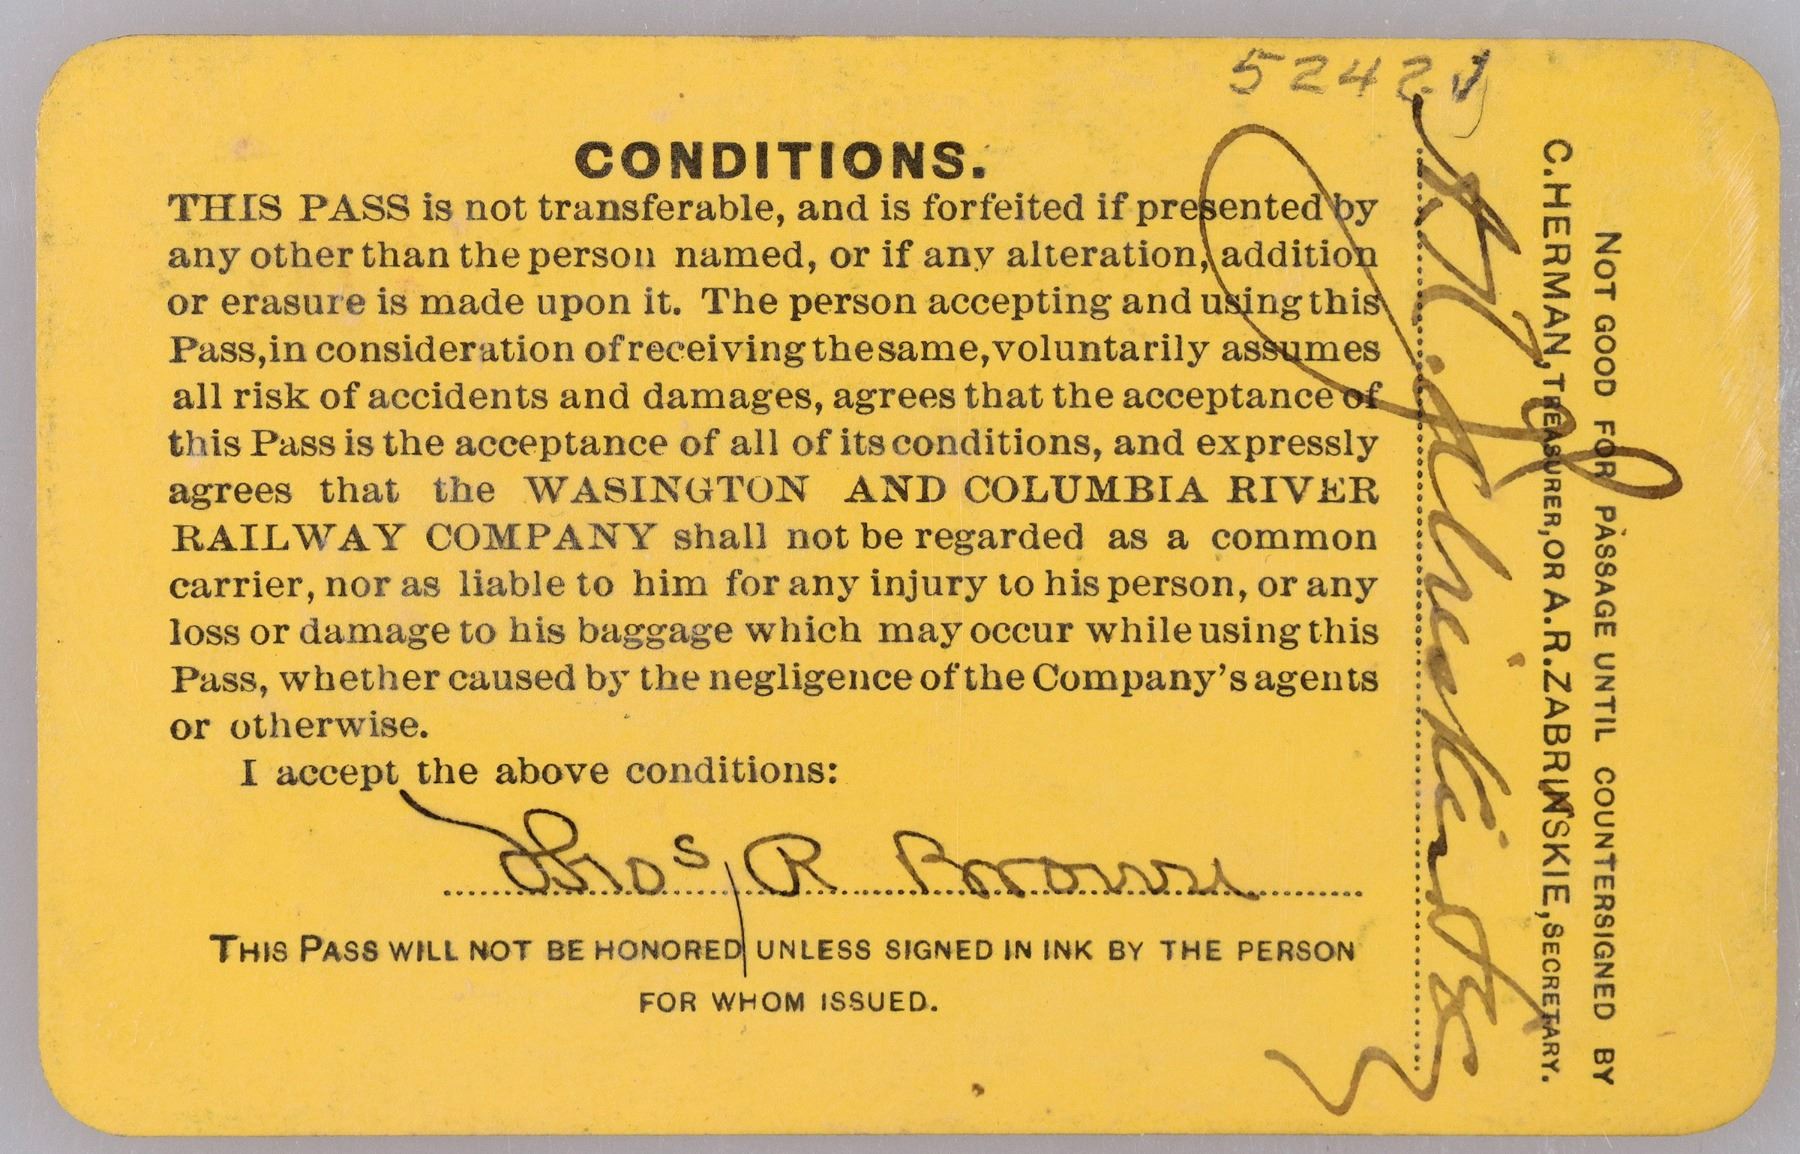 5242
CONDITIONS.
THIS PASS is not transferable, and is forfeited if presented by
any other than the person named, or if any alteration, addition
or erasure is made upon it. The person accepting and using this
Pass, in consideration of receiving the same, voluntarily assumes
all risk of accidents and damages, agrees that the acceptance of
this Pass is the acceptance of all of its conditions, and expressly
agrees that the WASINGTON AND COLUMBIA RIVER
RAILWAY COMPANY shall not be regarded as a common
carrier, nor as liable to him for any injury to his person, or any
loss or damage to his baggage which may occur while using this
Pass, whether caused by the negligence of the Company's agents
or otherwise.
I accept the above conditions:
Thos R Brown
THIS PASS WILL NOT BE HONORED UNLESS SIGNED IN INK BY THE PERSON
FOR WHOM ISSUED.
NOT GOOD FOR PASSAGE UNTIL COUNTERSIGNED BY
C. HERMAN, TREASURER, OR A. R. ZABRINSKIE, SECRETARY.